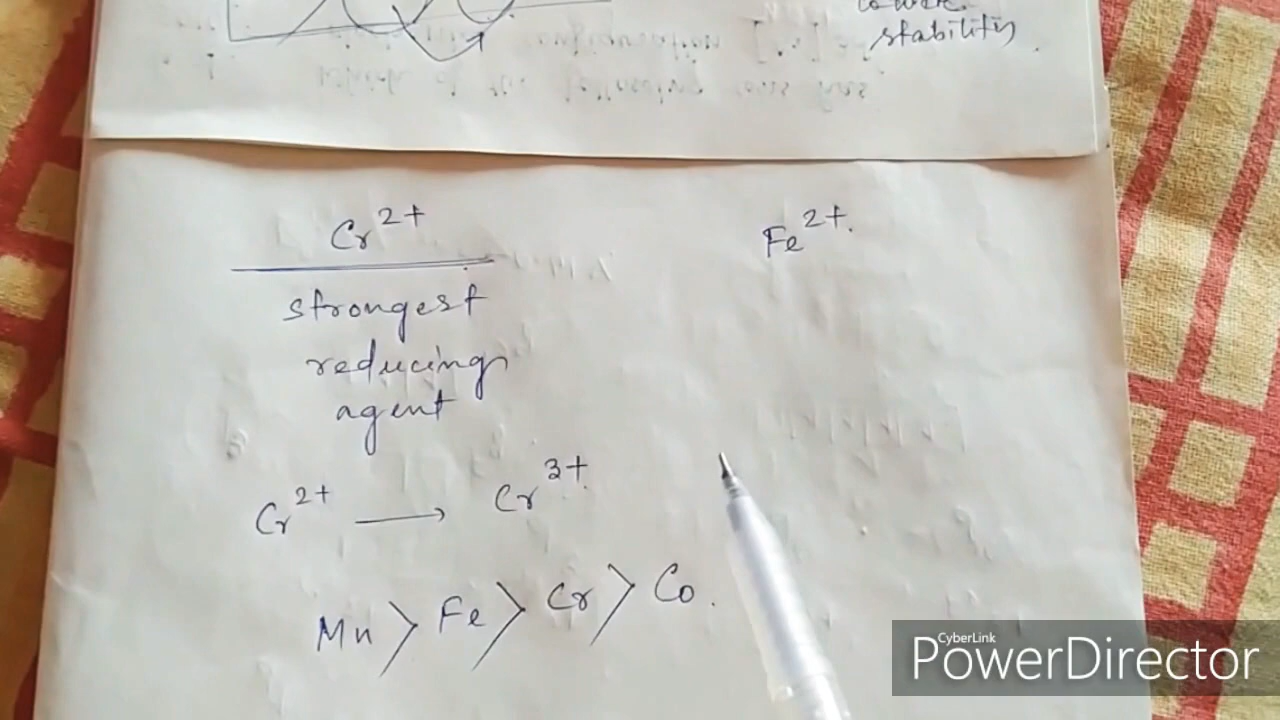 stability.
Cr2+
Fe2+.
strongest
reducing
agent
Cr2+ → Cr3+
Mn > Fe > Cr > Co.
CyberLink
PowerDirector